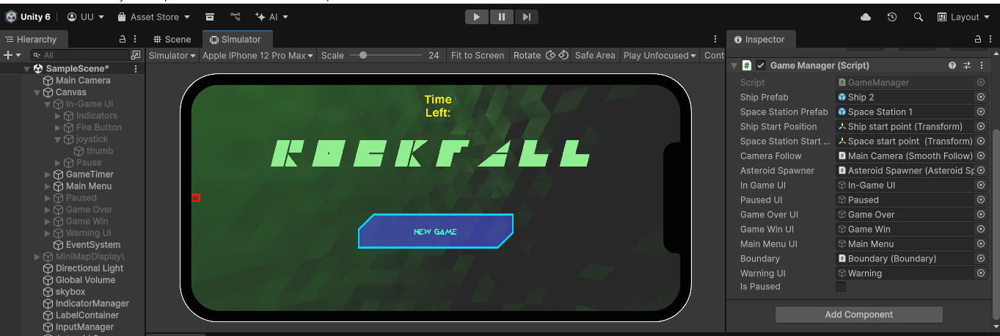 Unity 6
UU
Asset Store
AI
Layout
Hierarchy
Scene
Simulator
Inspector
All
Simulator
Apple iPhone 12 Pro Max
Scale
24
Fit to Screen
Rotate
Safe Area
Play Unfocused
Cont
SampleScene*
Main Camera
Canvas
In-Game UI
Indicators
Fire Button
joystick
thumb
Pause
GameTimer
Main Menu
Paused
Game Over
Game Win
Warning UI
EventSystem
MiniMapDisplay\
Directional Light
Global Volume
skybox
IndicatorManager
LabelContainer
InputManager
Time
Left:
ROCKFALL
NEW GAME
Game Manager (Script)
Script
GameManager
Ship Prefab
Ship 2
Space Station Prefab
Space Station 1
Ship Start Position
Ship start point (Transform)
Space Station Start ...
Space start point (Transform)
Camera Follow
Main Camera (Smooth Follow)
Asteroid Spawner
Asteroid Spawner (Asteroid Sp
In Game UI
In-Game UI
Paused UI
Paused
Game Over UI
Game Over
Game Win UI
Game Win
Main Menu UI
Main Menu
Boundary
Boundary (Boundary)
Warning UI
Warning
Is Paused
Add Component